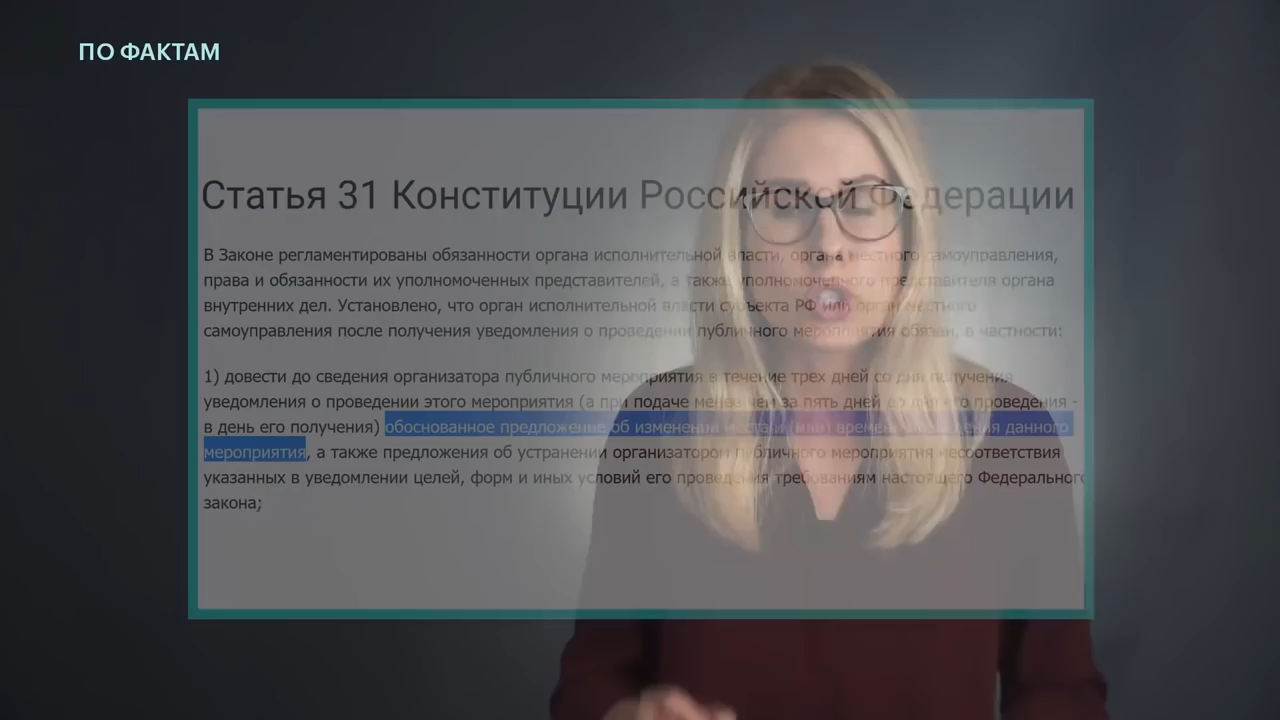 ПО ФАКТАМ
Статья 31 Конституции Российской Федерации
В Законе регламентированы обязанности органа исполнительной власти, органа местного самоуправления,
права и обязанности их уполномоченных представителей, а также уполномоченного представителя органа
внутренних дел. Установлено, что орган исполнительной власти субъекта РФ или орган местного
самоуправления после получения уведомления о проведении публичного мероприятия обязан, в частности:
1) довести до сведения организатора публичного мероприятия в течение трех дней со дня получения
уведомления о проведении этого мероприятия (а при подаче менее чем за пять дней до дня его проведения -
в день его получения) обоснованное предложение об изменении места и (или) времени проведения данного
мероприятия, а также предложения об устранении организатором публичного мероприятия несоответствия
указанных в уведомлении целей, форм и иных условий его проведения требованиям настоящего Федерального
закона;